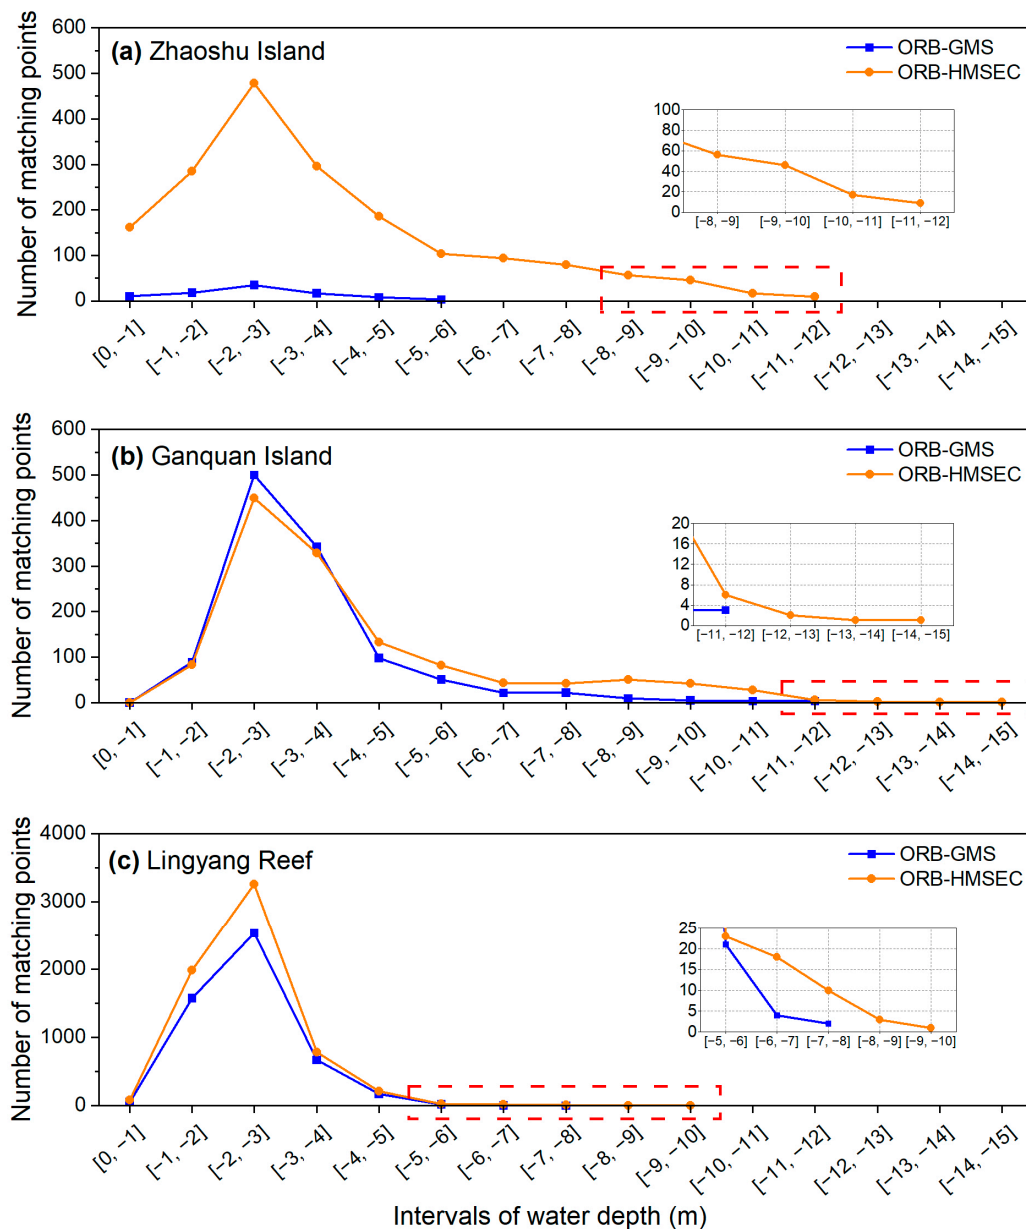 (a) Zhaoshu Island
ORB-GMS
ORB-HMSEC
Number of matching points
600
500
400
300
200
100
0
100
80
60
40
20
0
[−8, −9] [−9, −10] [−10, −11] [−11, −12]
[0, −1] [−1, −2] [−2, −3] [−3, −4] [−4, −5] [−5, −6] [−6, −7] [−7, −8] [−8, −9] [−9, −10] [−10, −11] [−11, −12] [−12, −13] [−13, −14] [−14, −15]
(b) Ganquan Island
ORB-GMS
ORB-HMSEC
Number of matching points
600
500
400
300
200
100
0
20
16
12
8
4
0
[−11, −12] [−12, −13] [−13, −14] [−14, −15]
[0, −1] [−1, −2] [−2, −3] [−3, −4] [−4, −5] [−5, −6] [−6, −7] [−7, −8] [−8, −9] [−9, −10] [−10, −11] [−11, −12] [−12, −13] [−13, −14] [−14, −15]
(c) Lingyang Reef
ORB-GMS
ORB-HMSEC
Number of matching points
4000
3000
2000
1000
0
25
20
15
10
5
0
[−5, −6] [−6, −7] [−7, −8] [−8, −9] [−9, −10]
[0, −1] [−1, −2] [−2, −3] [−3, −4] [−4, −5] [−5, −6] [−6, −7] [−7, −8] [−8, −9] [−9, −10] [−10, −11] [−11, −12] [−12, −13] [−13, −14] [−14, −15]
Intervals of water depth (m)